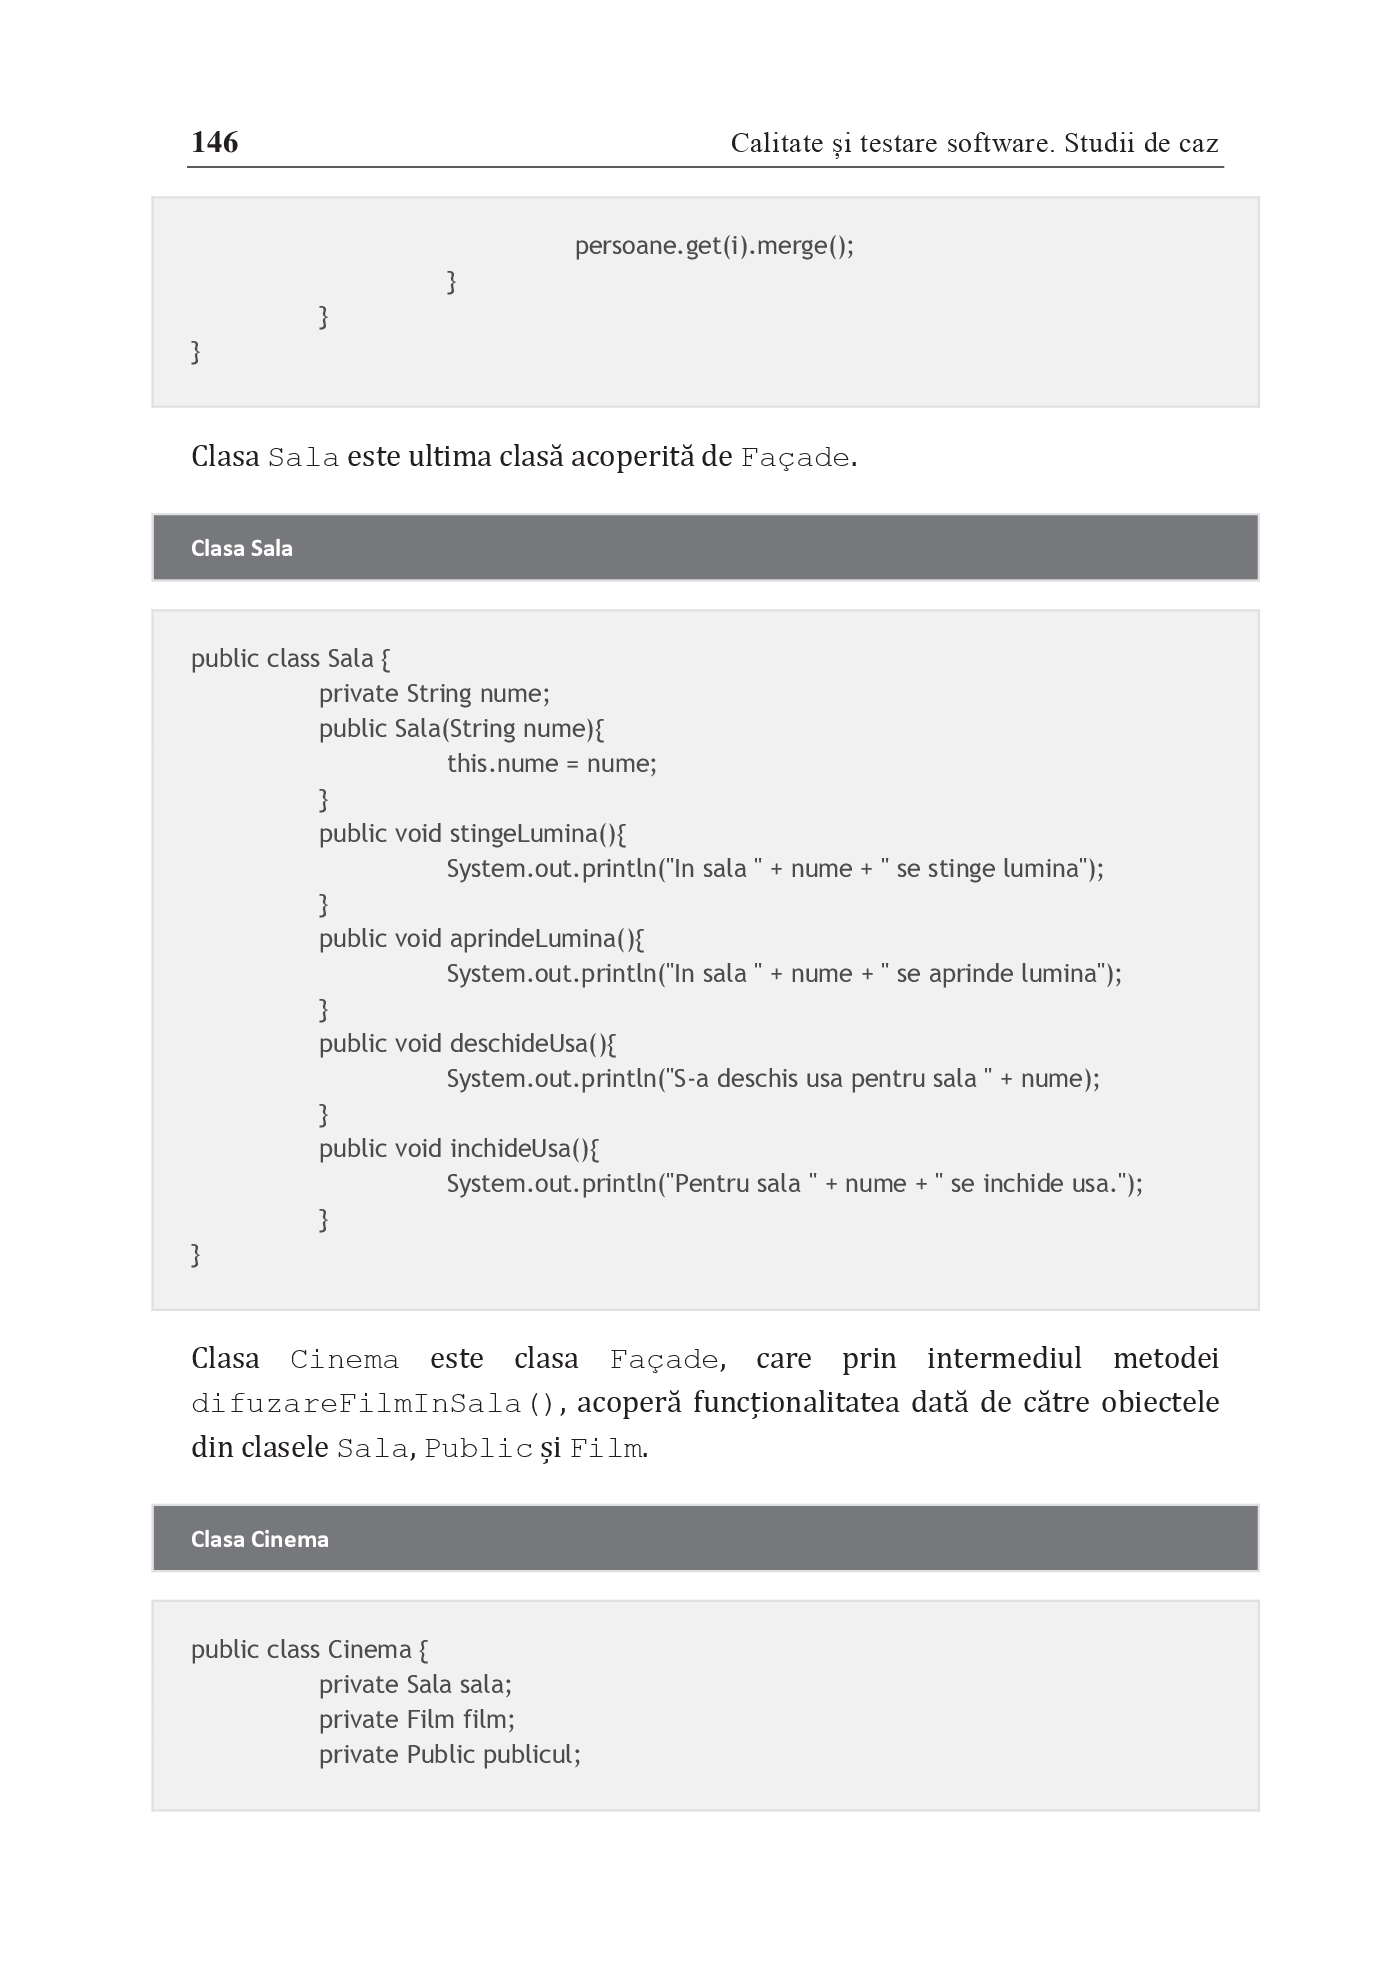 146 Calitate și testare software. Studii de caz
persoane.get(i).merge();
}
}
}
Clasa Sala este ultima clasă acoperită de Façade.
Clasa Sala
public class Sala {
private String nume;
public Sala(String nume){
this.nume = nume;
}
public void stingeLumina(){
System.out.println("In sala " + nume + " se stinge lumina");
}
public void aprindeLumina(){
System.out.println("In sala " + nume + " se aprinde lumina");
}
public void deschideUsa(){
System.out.println("S-a deschis usa pentru sala " + nume);
}
public void inchideUsa(){
System.out.println("Pentru sala " + nume + " se inchide usa.");
}
}
Clasa Cinema este clasa Façade, care prin intermediul metodei
difuzareFilmInSala(), acoperă funcționalitatea dată de către obiectele
din clasele Sala, Public și Film.
Clasa Cinema
public class Cinema {
private Sala sala;
private Film film;
private Public publicul;